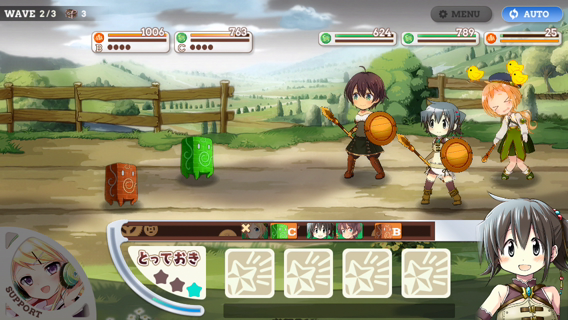 WAVE 2/3 3
MENU
AUTO
1006
B
763
C
624
789
25
C
B
とっておき
SUPPORT